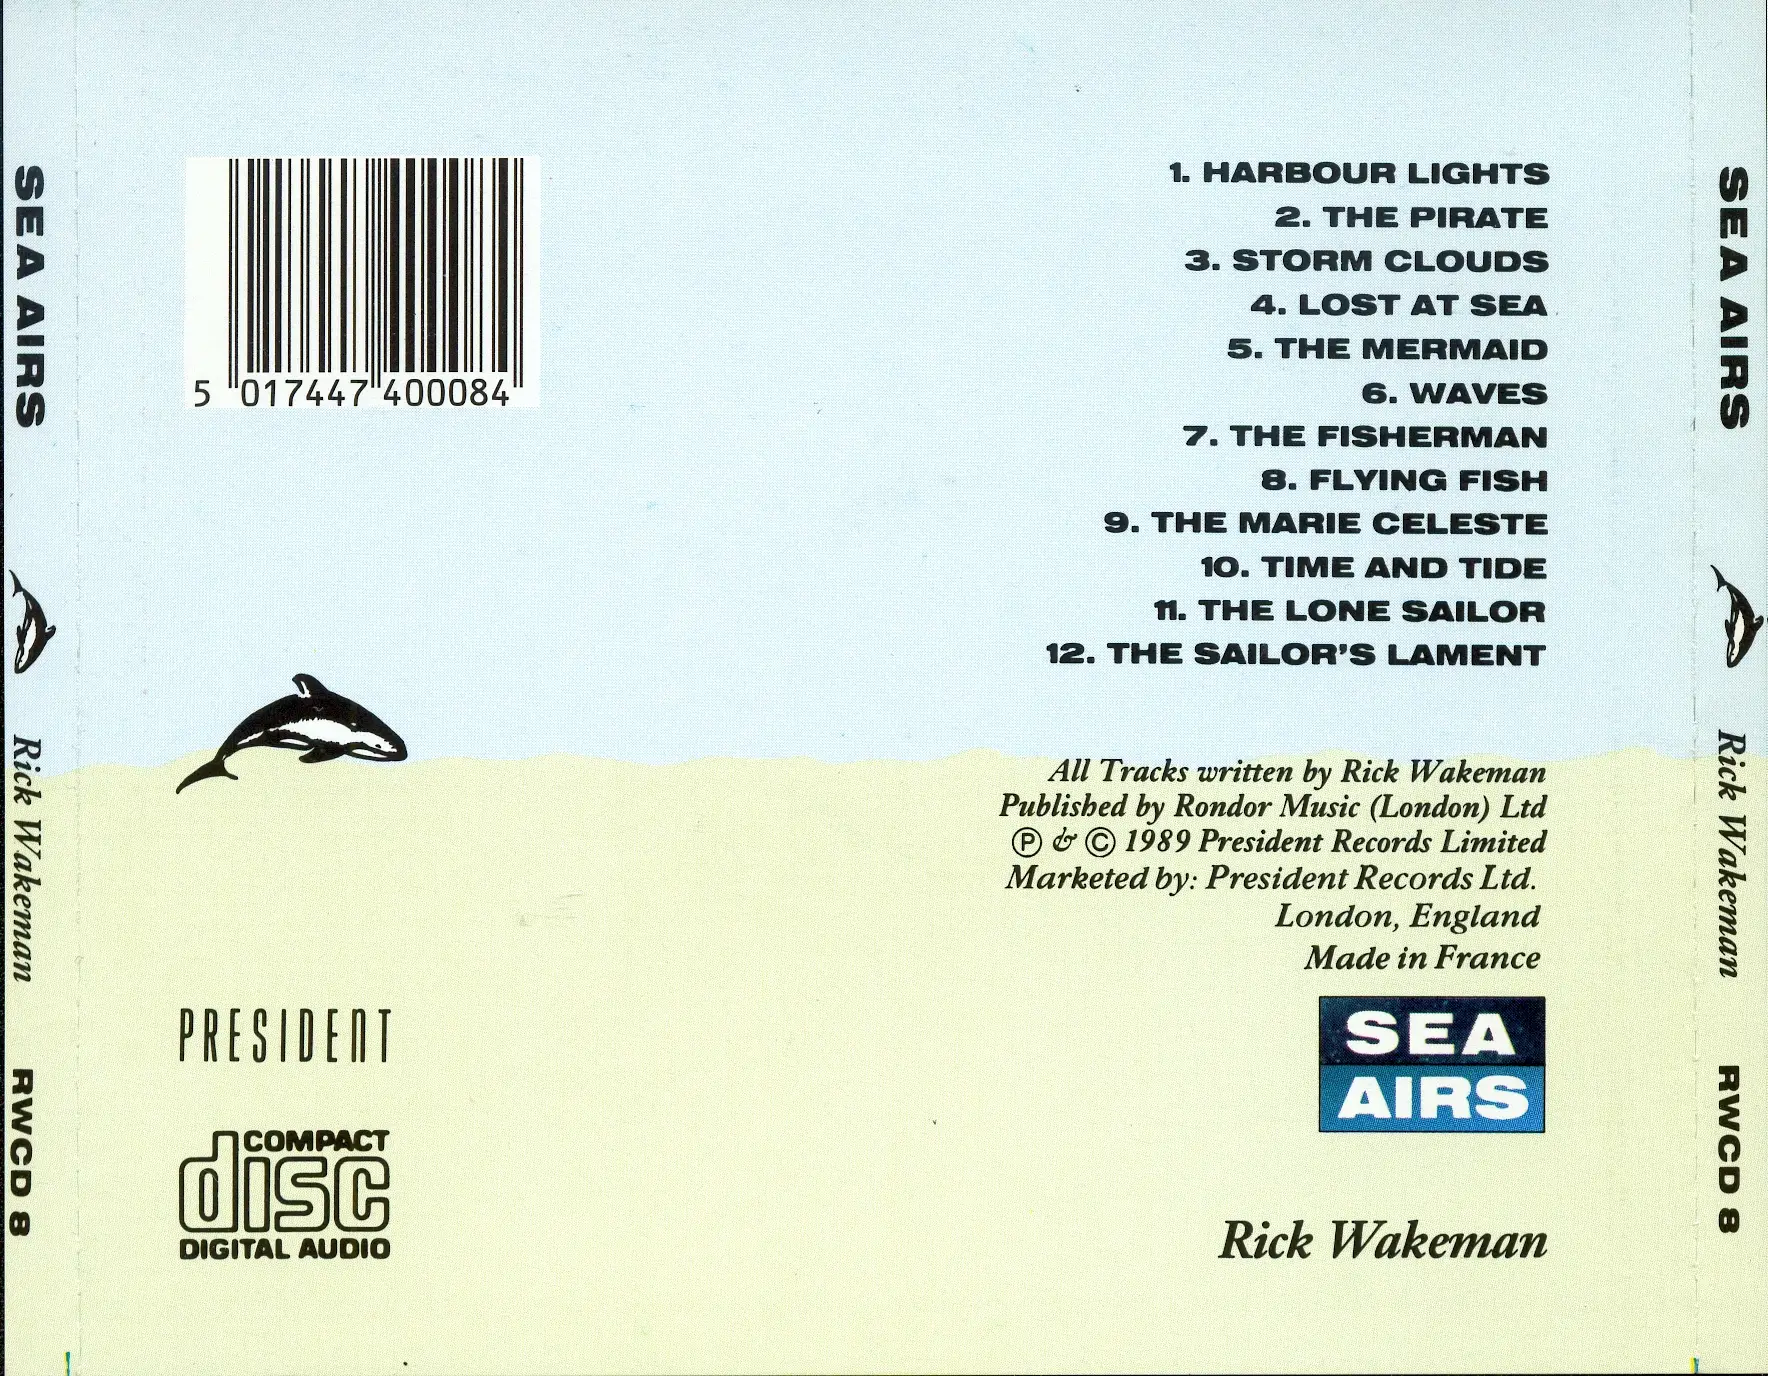 SEA AIRS
Rick Wakeman
RWCD 8
5 017447 400084
1. HARBOUR LIGHTS
2. THE PIRATE
3. STORM CLOUDS
4. LOST AT SEA
5. THE MERMAID
6. WAVES
7. THE FISHERMAN
8. FLYING FISH
9. THE MARIE CELESTE
10. TIME AND TIDE
11. THE LONE SAILOR
12. THE SAILOR'S LAMENT
All Tracks written by Rick Wakeman
Published by Rondor Music (London) Ltd
Ⓟ & © 1989 President Records Limited
Marketed by: President Records Ltd.
London, England
Made in France
PRESIDENT
COMPACT
disc
DIGITAL AUDIO
SEA
AIRS
Rick Wakeman
SEA AIRS
Rick Wakeman
RWCD 8